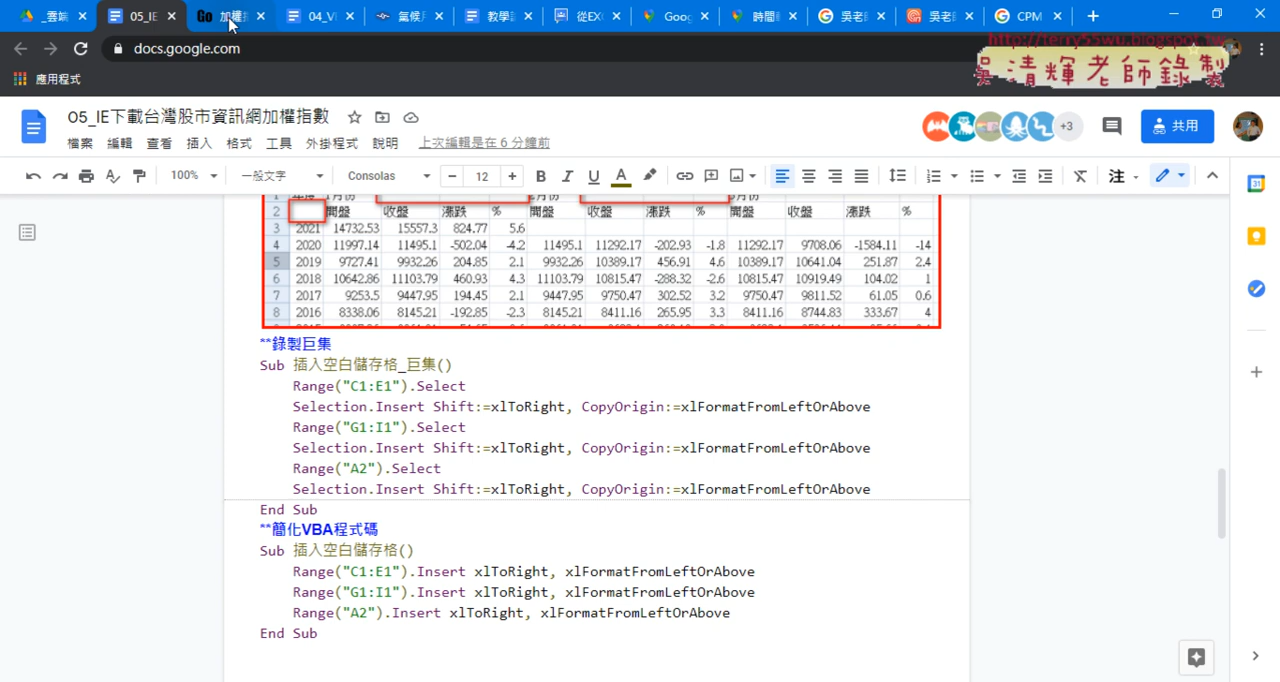 雲端
05_IE
Go 加權
04_V
氣候
教學
從EX
Goog
時間
吳老
吳老
CPM
docs.google.com
http://terry55wu.blogspot.tw
吳清輝老師錄製
應用程式
05_IE下載台灣股市資訊網加權指數
檔案 編輯 查看 插入 格式 工具 外掛程式 說明 上次編輯是在 6 分鐘前
+3
共用
100% 一般文字 Consolas 12 B I U A 注
2 開盤 收盤 漲跌 % 開盤 收盤 漲跌 % 開盤 收盤 漲跌 %
3 2021 14732.53 15557.3 824.77 5.6
4 2020 11997.14 11495.1 -502.04 -4.2 11495.1 11292.17 -202.93 -1.8 11292.17 9708.06 -1584.11 -14
5 2019 9727.41 9932.26 204.85 2.1 9932.26 10389.17 456.91 4.6 10389.17 10641.04 251.87 2.4
6 2018 10642.86 11103.79 460.93 4.3 11103.79 10815.47 -288.32 -2.6 10815.47 10919.49 104.02 1
7 2017 9253.5 9447.95 194.45 2.1 9447.95 9750.47 302.52 3.2 9750.47 9811.52 61.05 0.6
8 2016 8338.06 8145.21 -192.85 -2.3 8145.21 8411.16 265.95 3.3 8411.16 8744.83 333.67 4
**錄製巨集
Sub 插入空白儲存格_巨集()
Range("C1:E1").Select
Selection.Insert Shift:=xlToRight, CopyOrigin:=xlFormatFromLeftOrAbove
Range("G1:I1").Select
Selection.Insert Shift:=xlToRight, CopyOrigin:=xlFormatFromLeftOrAbove
Range("A2").Select
Selection.Insert Shift:=xlToRight, CopyOrigin:=xlFormatFromLeftOrAbove
End Sub
**簡化VBA程式碼
Sub 插入空白儲存格()
Range("C1:E1").Insert xlToRight, xlFormatFromLeftOrAbove
Range("G1:I1").Insert xlToRight, xlFormatFromLeftOrAbove
Range("A2").Insert xlToRight, xlFormatFromLeftOrAbove
End Sub